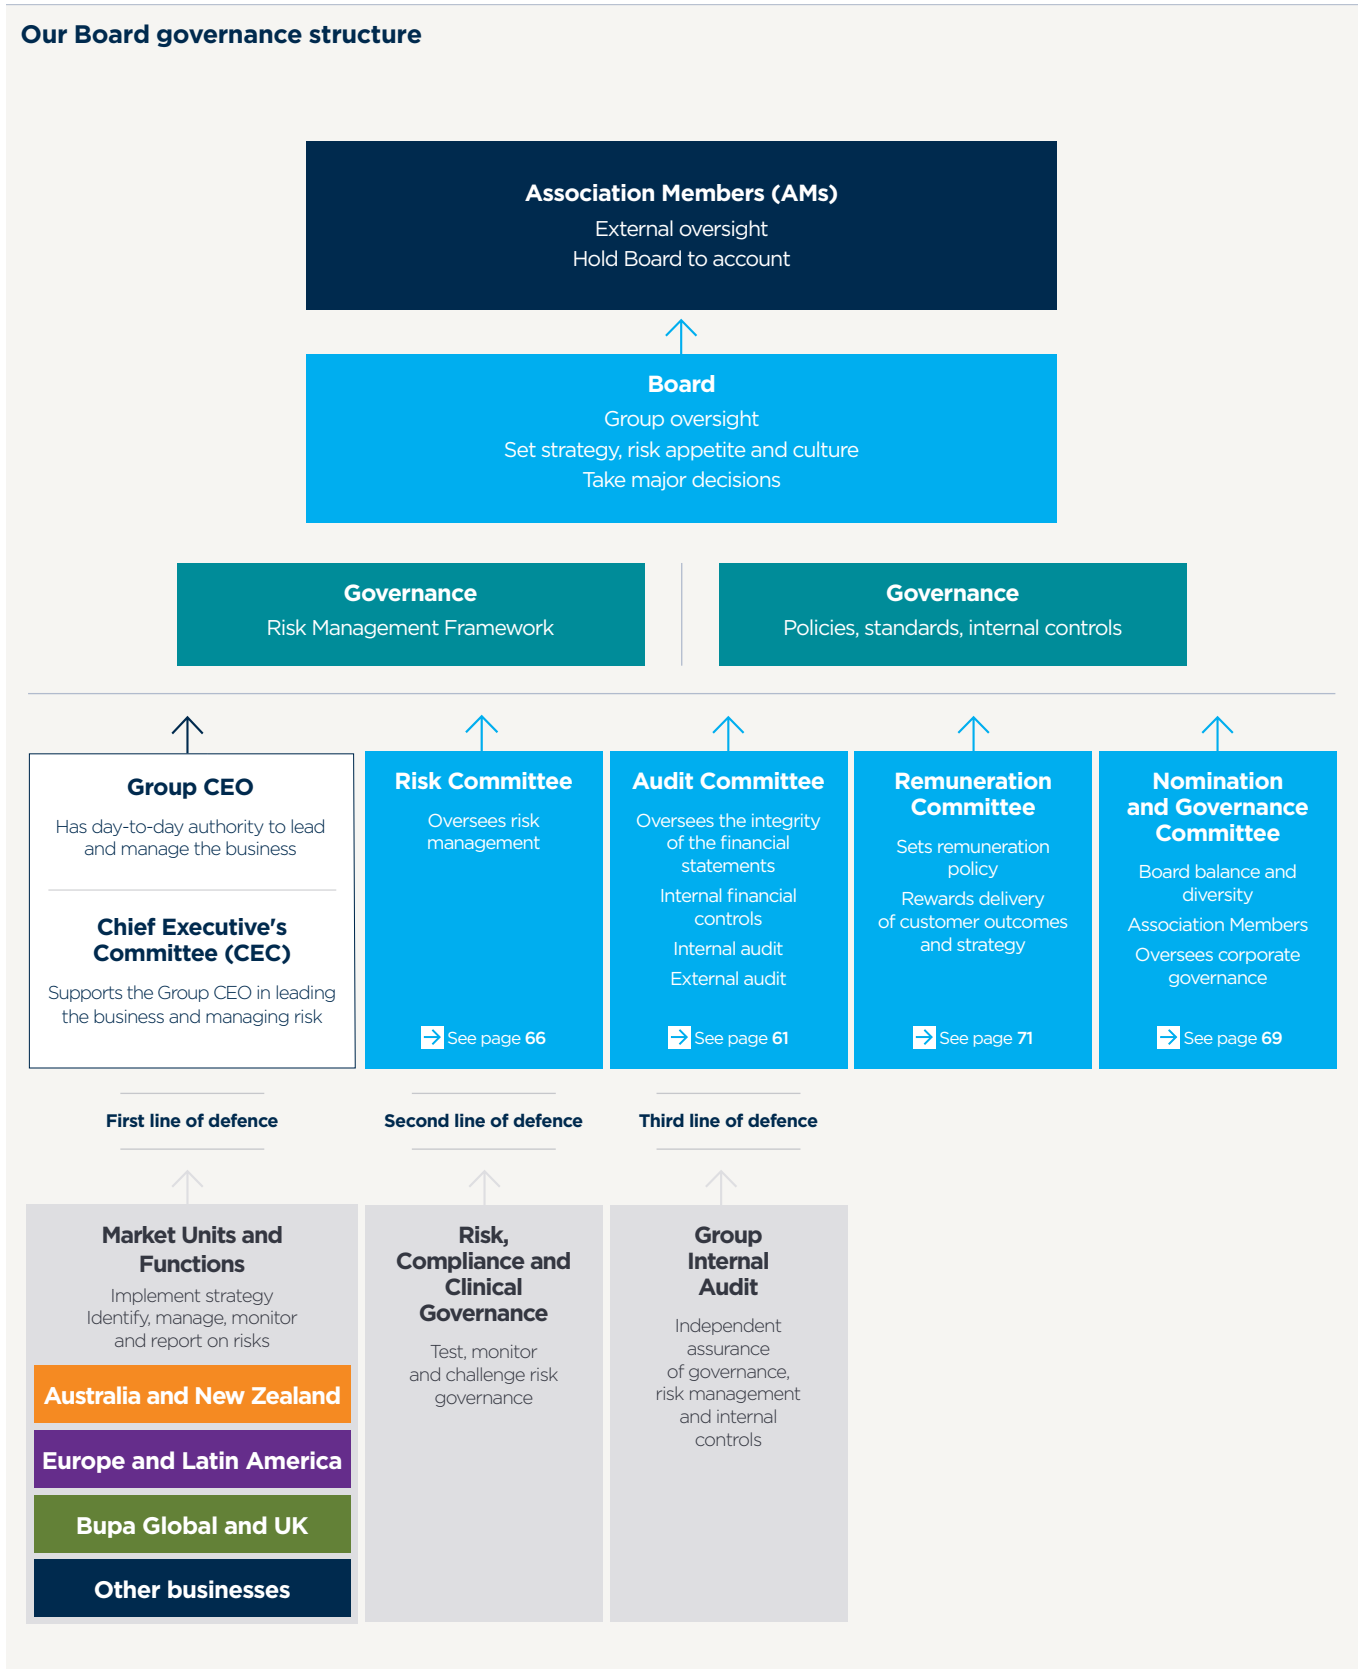 Our Board governance structure
Association Members (AMs)
External oversight
Hold Board to account
Board
Group oversight
Set strategy, risk appetite and culture
Take major decisions
Governance
Risk Management Framework
Governance
Policies, standards, internal controls
Group CEO
Has day-to-day authority to lead
and manage the business
Chief Executive's
Committee (CEC)
Supports the Group CEO in leading
the business and managing risk
Risk Committee
Oversees risk
management
See page 66
Audit Committee
Oversees the integrity
of the financial
statements
Internal financial
controls
Internal audit
External audit
See page 61
Remuneration
Committee
Sets remuneration
policy
Rewards delivery
of customer outcomes
and strategy
See page 71
Nomination
and Governance
Committee
Board balance and
diversity
Association Members
Oversees corporate
governance
See page 69
First line of defence
Second line of defence
Third line of defence
Market Units and
Functions
Implement strategy
Identify, manage, monitor
and report on risks
Australia and New Zealand
Europe and Latin America
Bupa Global and UK
Other businesses
Risk,
Compliance and
Clinical
Governance
Test, monitor
and challenge risk
governance
Group
Internal
Audit
Independent
assurance
of governance,
risk management
and internal
controls